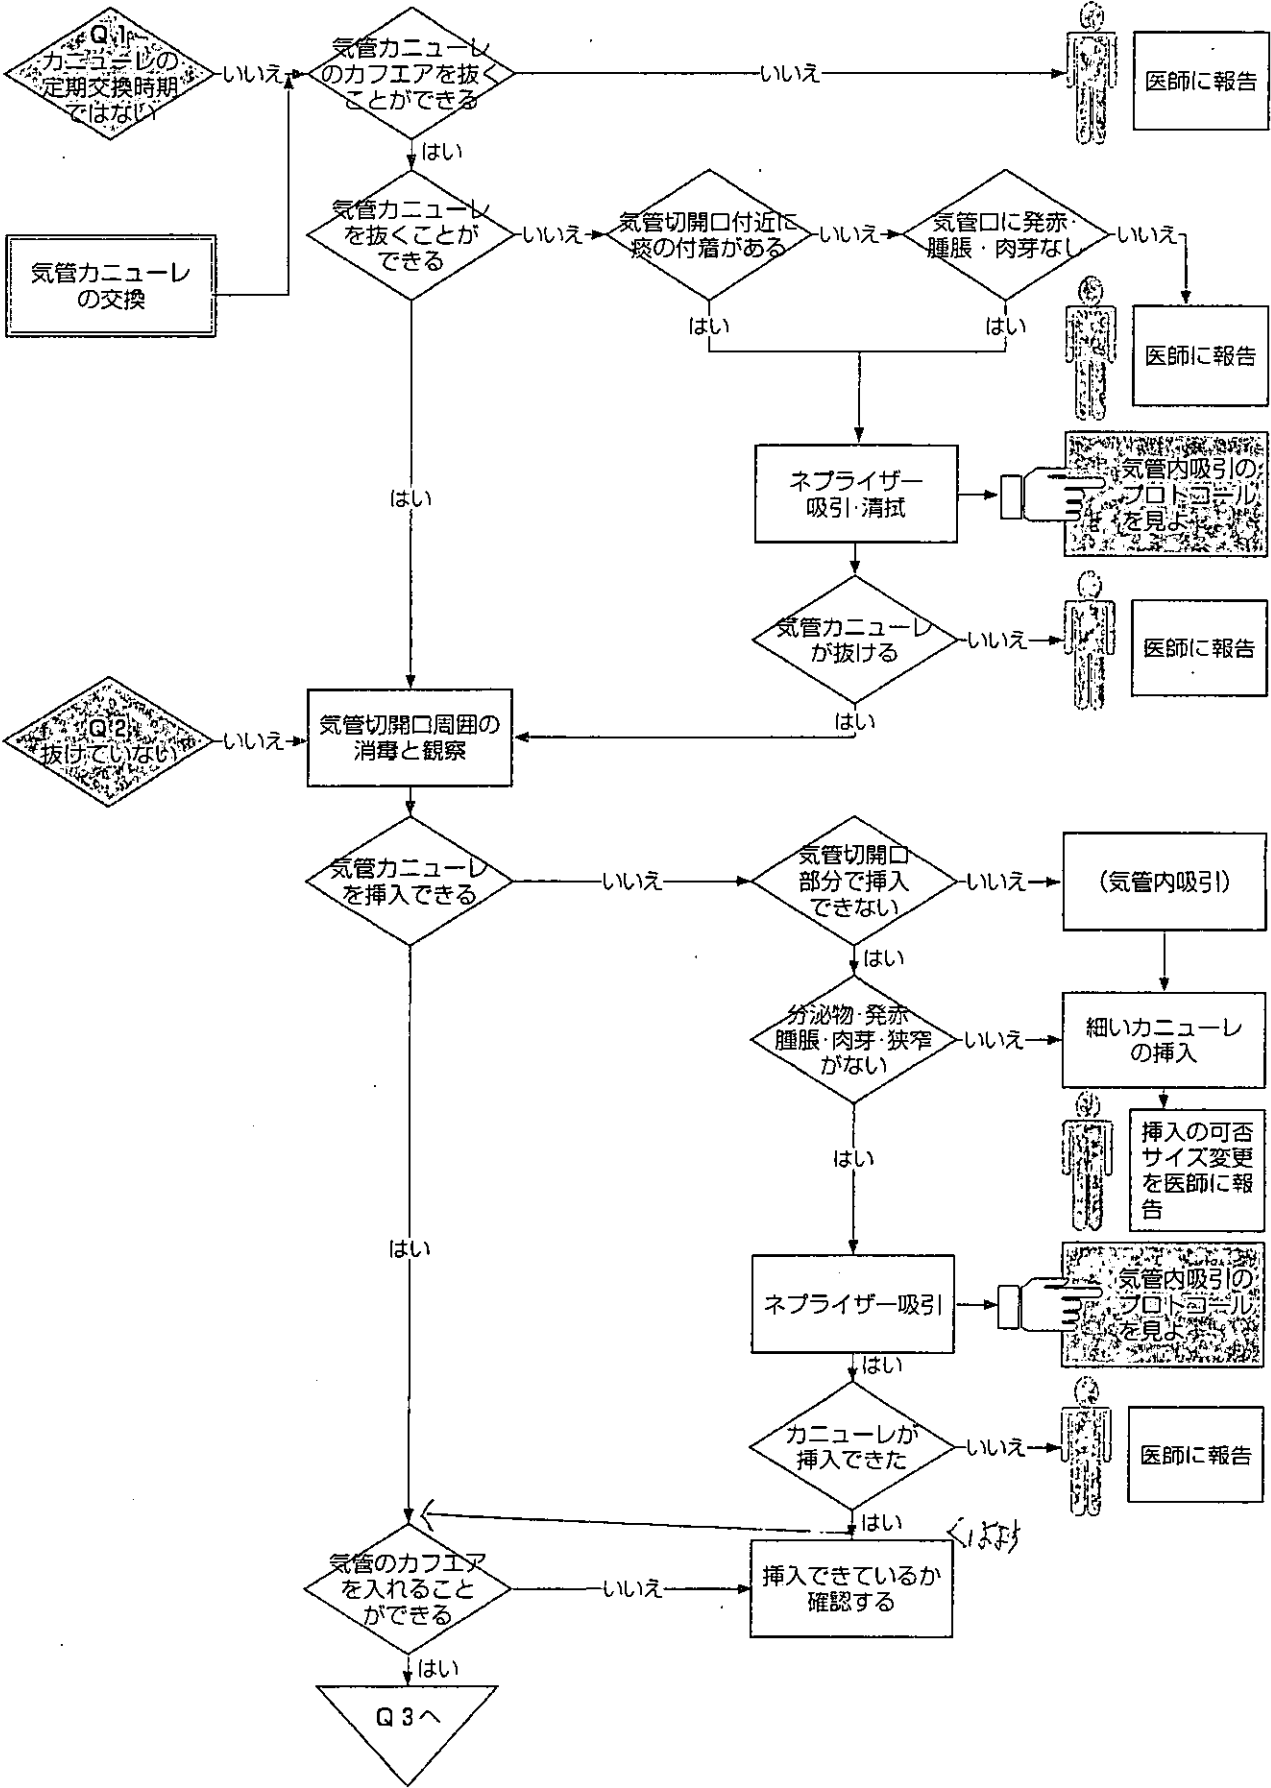 Q1
カニューレの
定期交換時期
ではない
いいえ
気管カニューレ
のカフエアを抜く
ことができる
いいえ
医師に報告
はい
気管カニューレ
の交換
気管カニューレ
を抜くことが
できる
いいえ
気管切開口付近に
痰の付着がある
いいえ
気管口に発赤・
腫脹・肉芽なし
いいえ
はい
はい
医師に報告
はい
ネプライザー
吸引・清拭
気管内吸引の
プロトコール
を見よ
気管カニューレ
が抜ける
いいえ
医師に報告
はい
Q2
抜けていない
いいえ
気管切開口周囲の
消毒と観察
気管カニューレ
を挿入できる
いいえ
気管切開口
部分で挿入
できない
いいえ
(気管内吸引)
はい
分泌物・発赤
腫脹・肉芽・狭窄
がない
いいえ
細いカニューレ
の挿入
はい
挿入の可否
サイズ変更
を医師に報
告
はい
ネプライザー吸引
気管内吸引の
プロトコール
を見よ
はい
カニューレが
挿入できた
いいえ
医師に報告
はい
気管のカフエア
を入れること
ができる
いいえ
挿入できているか
確認する
はい
Q3へ